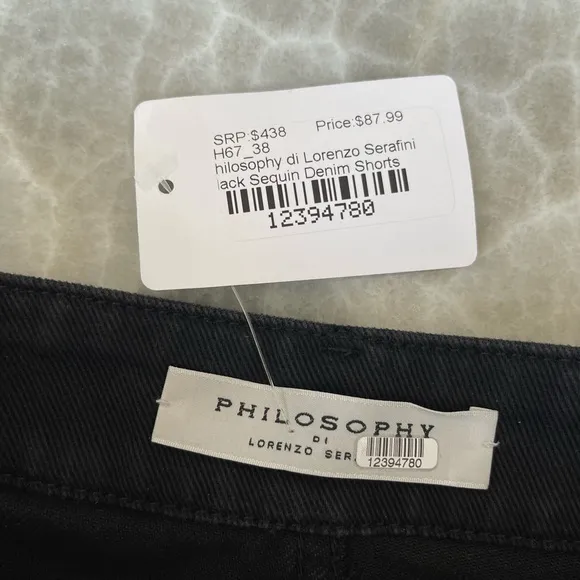 SRP:$438 Price:$87.99
H67_38
hilosophy di Lorenzo Serafini
lack Sequin Denim Shorts
12394780
PHILOSOPHY
DI
LORENZO SER
12394780